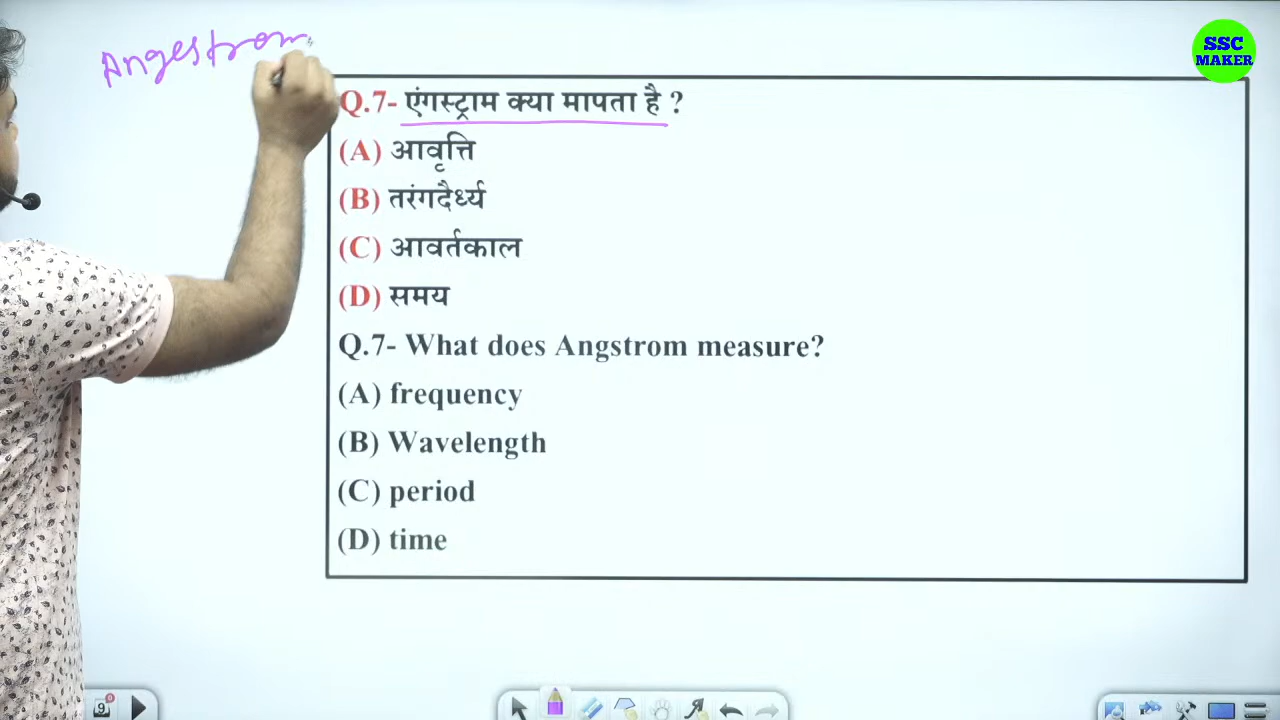 Angestrom
SSC
MAKER
Q.7- एंगस्ट्राम क्या मापता है ?
(A) आवृत्ति
(B) तरंगदैर्ध्य
(C) आवर्तकाल
(D) समय
Q.7- What does Angstrom measure?
(A) frequency
(B) Wavelength
(C) period
(D) time
9